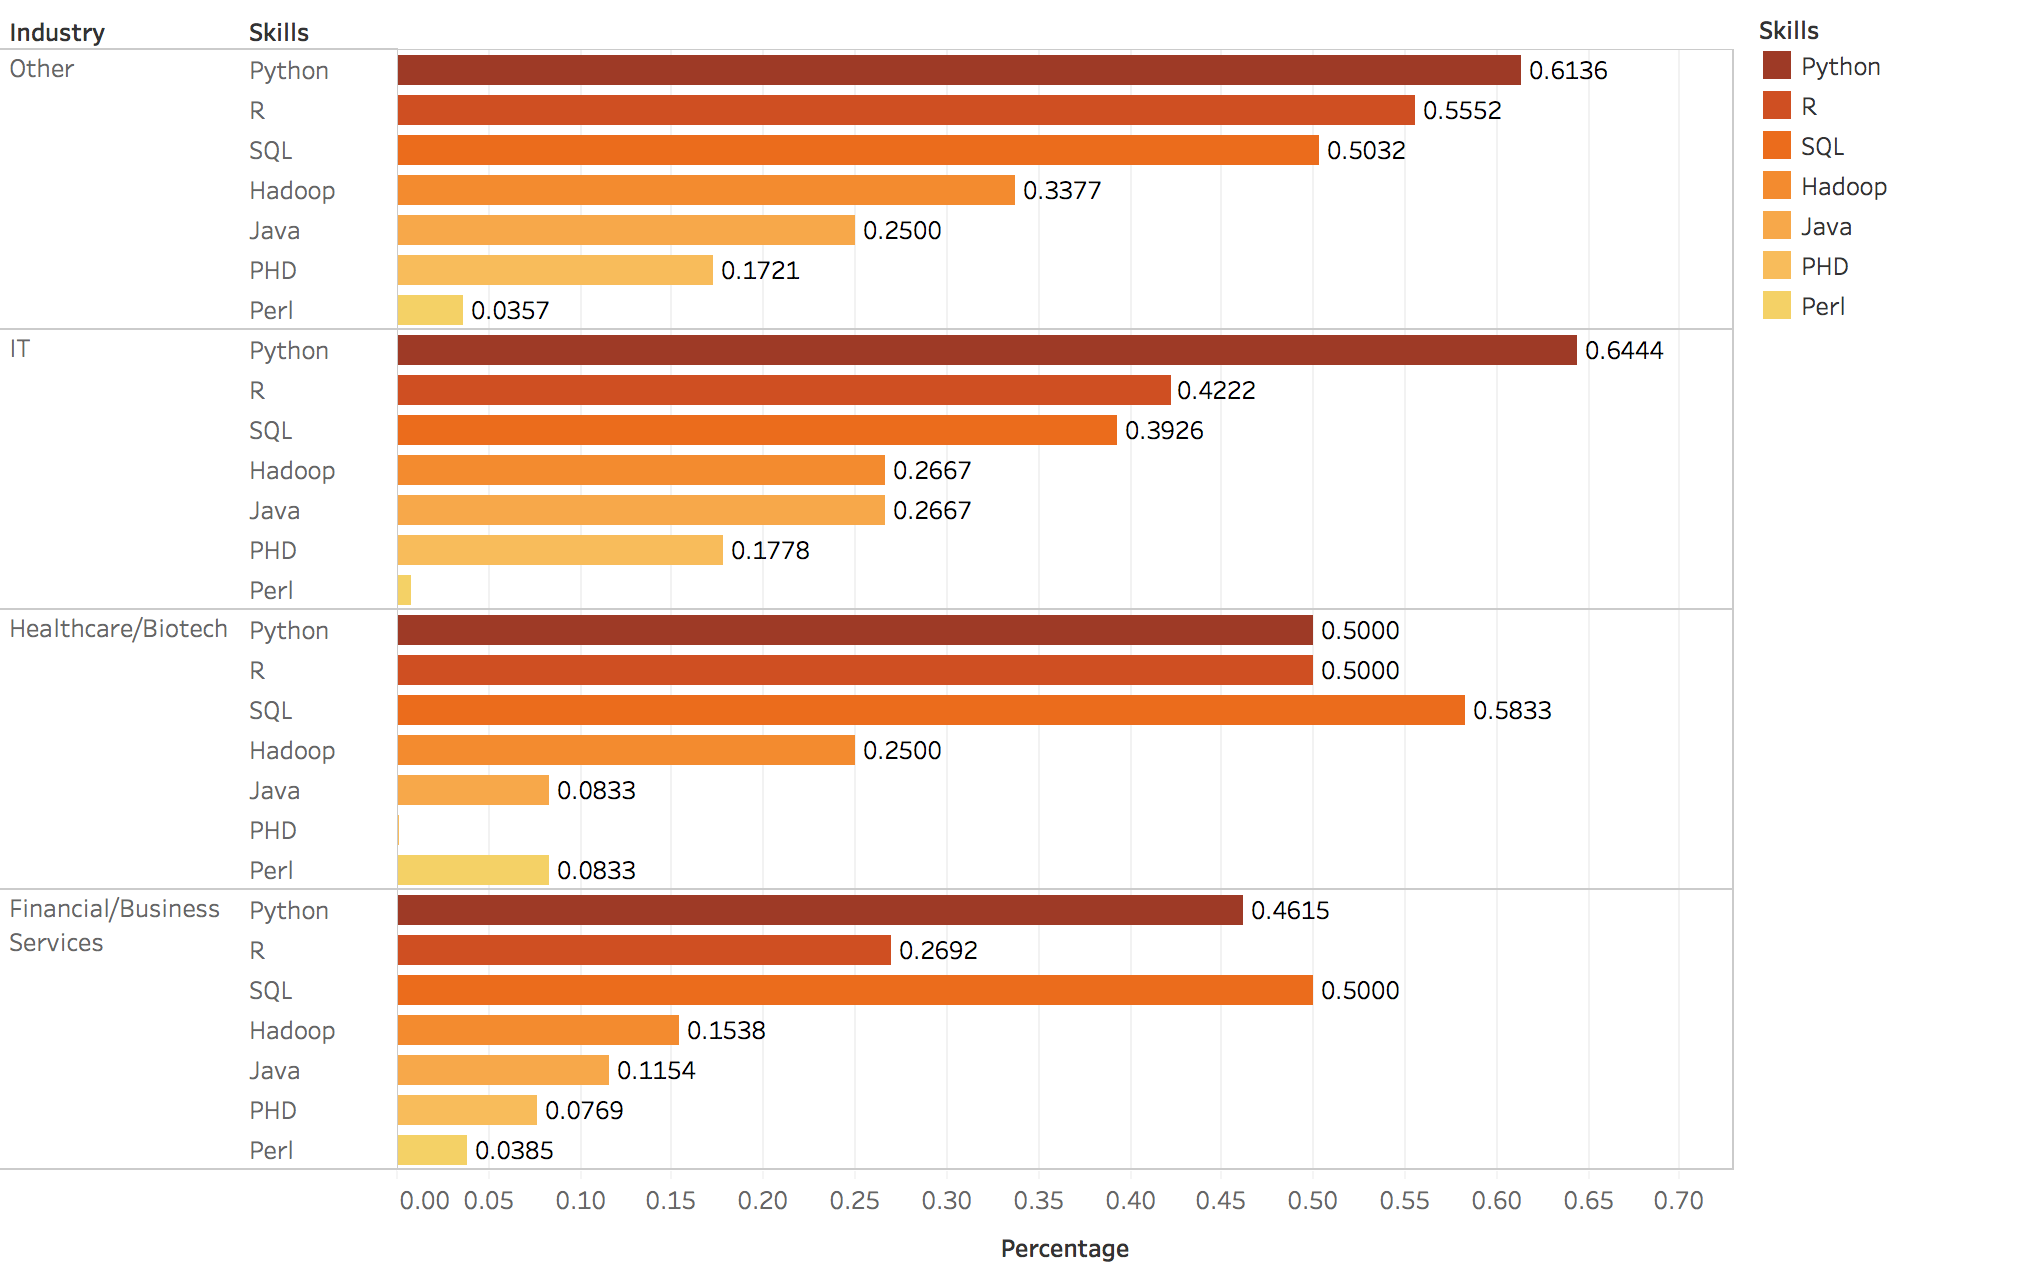 Industry Skills
Other Python 0.6136
R 0.5552
SQL 0.5032
Hadoop 0.3377
Java 0.2500
PHD 0.1721
Perl 0.0357
IT Python 0.6444
R 0.4222
SQL 0.3926
Hadoop 0.2667
Java 0.2667
PHD 0.1778
Perl
Healthcare/Biotech Python 0.5000
R 0.5000
SQL 0.5833
Hadoop 0.2500
Java 0.0833
PHD
Perl 0.0833
Financial/Business Services Python 0.4615
R 0.2692
SQL 0.5000
Hadoop 0.1538
Java 0.1154
PHD 0.0769
Perl 0.0385
0.00 0.05 0.10 0.15 0.20 0.25 0.30 0.35 0.40 0.45 0.50 0.55 0.60 0.65 0.70
Percentage
Skills
Python
R
SQL
Hadoop
Java
PHD
Perl